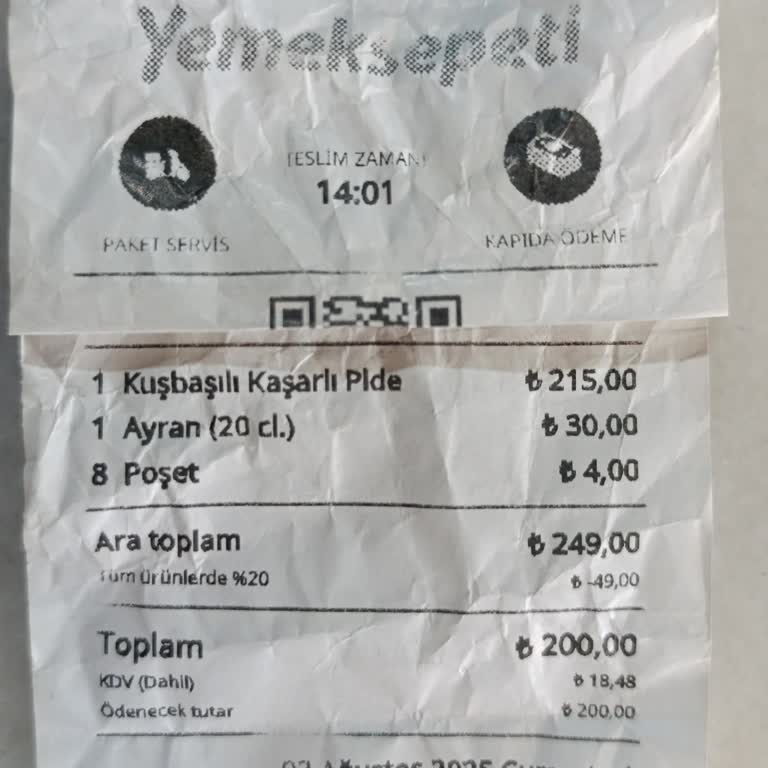 Yemeksepeti
TESLİM ZAMANI
14:01
PAKET SERVİS
KAPIDA ÖDEME
1 Kuşbaşılı Kaşarlı Pide ₺ 215,00
1 Ayran (20 cl.) ₺ 30,00
8 Poşet ₺ 4,00
Ara toplam ₺ 249,00
Tüm ürünlerde %20 ₺ -49,00
Toplam ₺ 200,00
KDV (Dahil) ₺ 18,48
Ödenecek tutar ₺ 200,00
Ağustos 2025